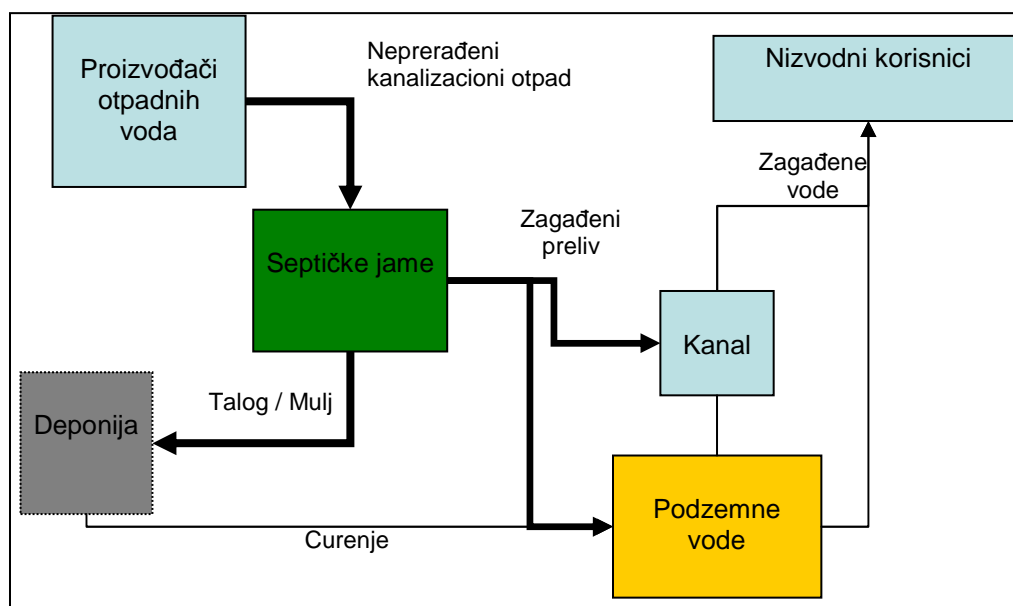 Proizvođači
otpadnih
voda
Neprerađeni
kanalizacioni otpad
Nizvodni korisnici
Zagađene
vode
Septičke jame
Zagađeni
preliv
Kanal
Talog / Mulj
Deponija
Podzemne
vode
Curenje